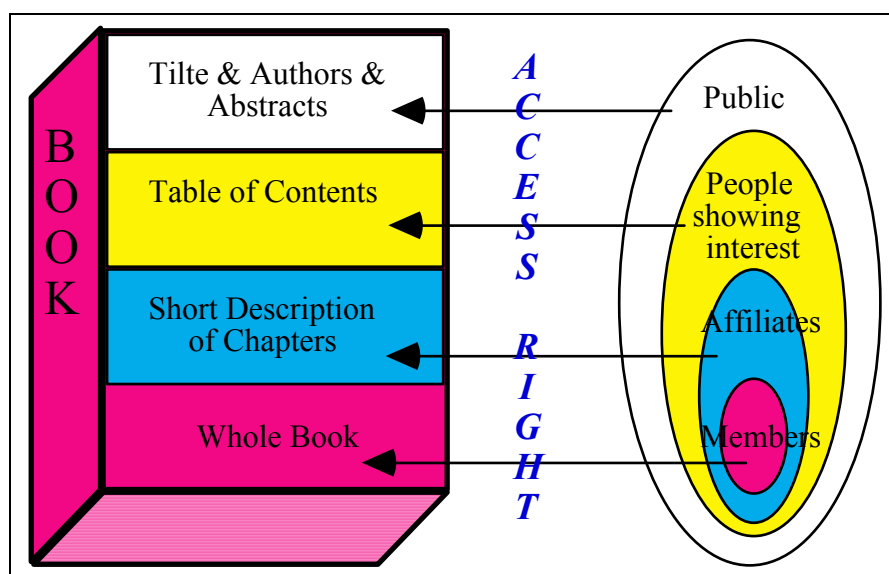 BOOK
Tilte & Authors &
Abstracts
Table of Contents
Short Description
of Chapters
Whole Book
ACCESS RIGHT
Public
People
showing
interest
Affiliates
Members